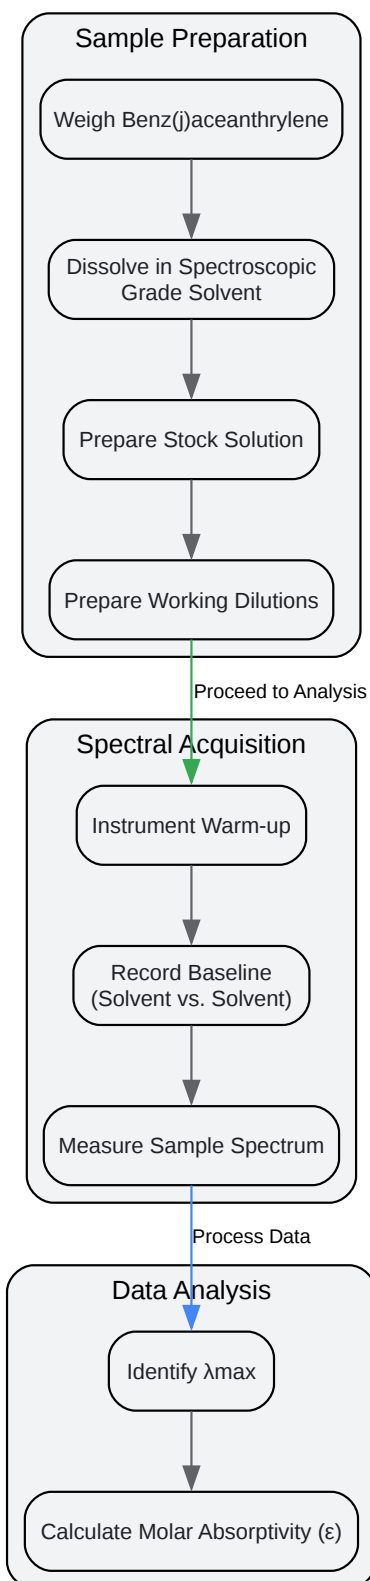 Sample Preparation
Weigh Benz(j)aceanthrylene
Dissolve in Spectroscopic
Grade Solvent
Prepare Stock Solution
Prepare Working Dilutions
Proceed to Analysis
Spectral Acquisition
Instrument Warm-up
Record Baseline
(Solvent vs. Solvent)
Measure Sample Spectrum
Process Data
Data Analysis
Identify λmax
Calculate Molar Absorptivity (ε)